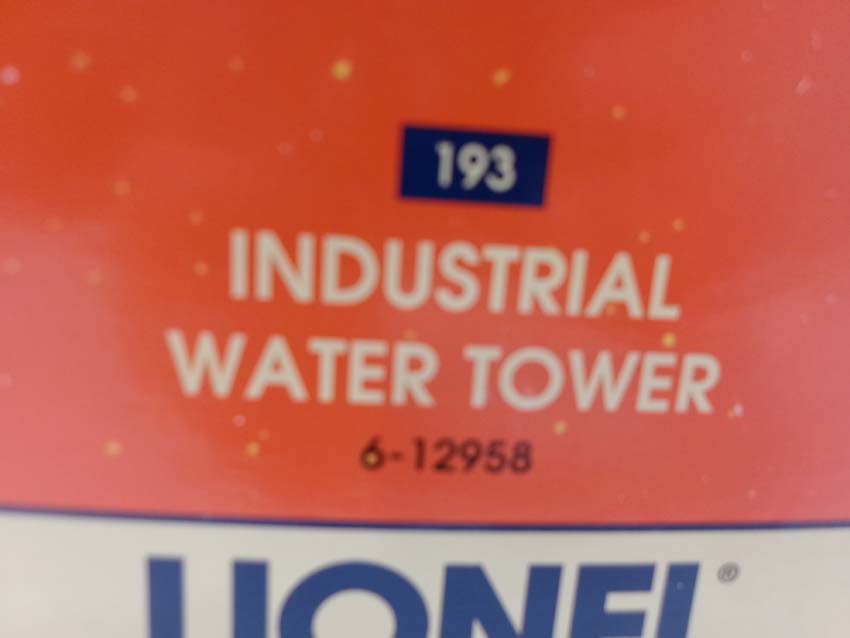 193
INDUSTRIAL
WATER TOWER
6-12958
LIONEL®